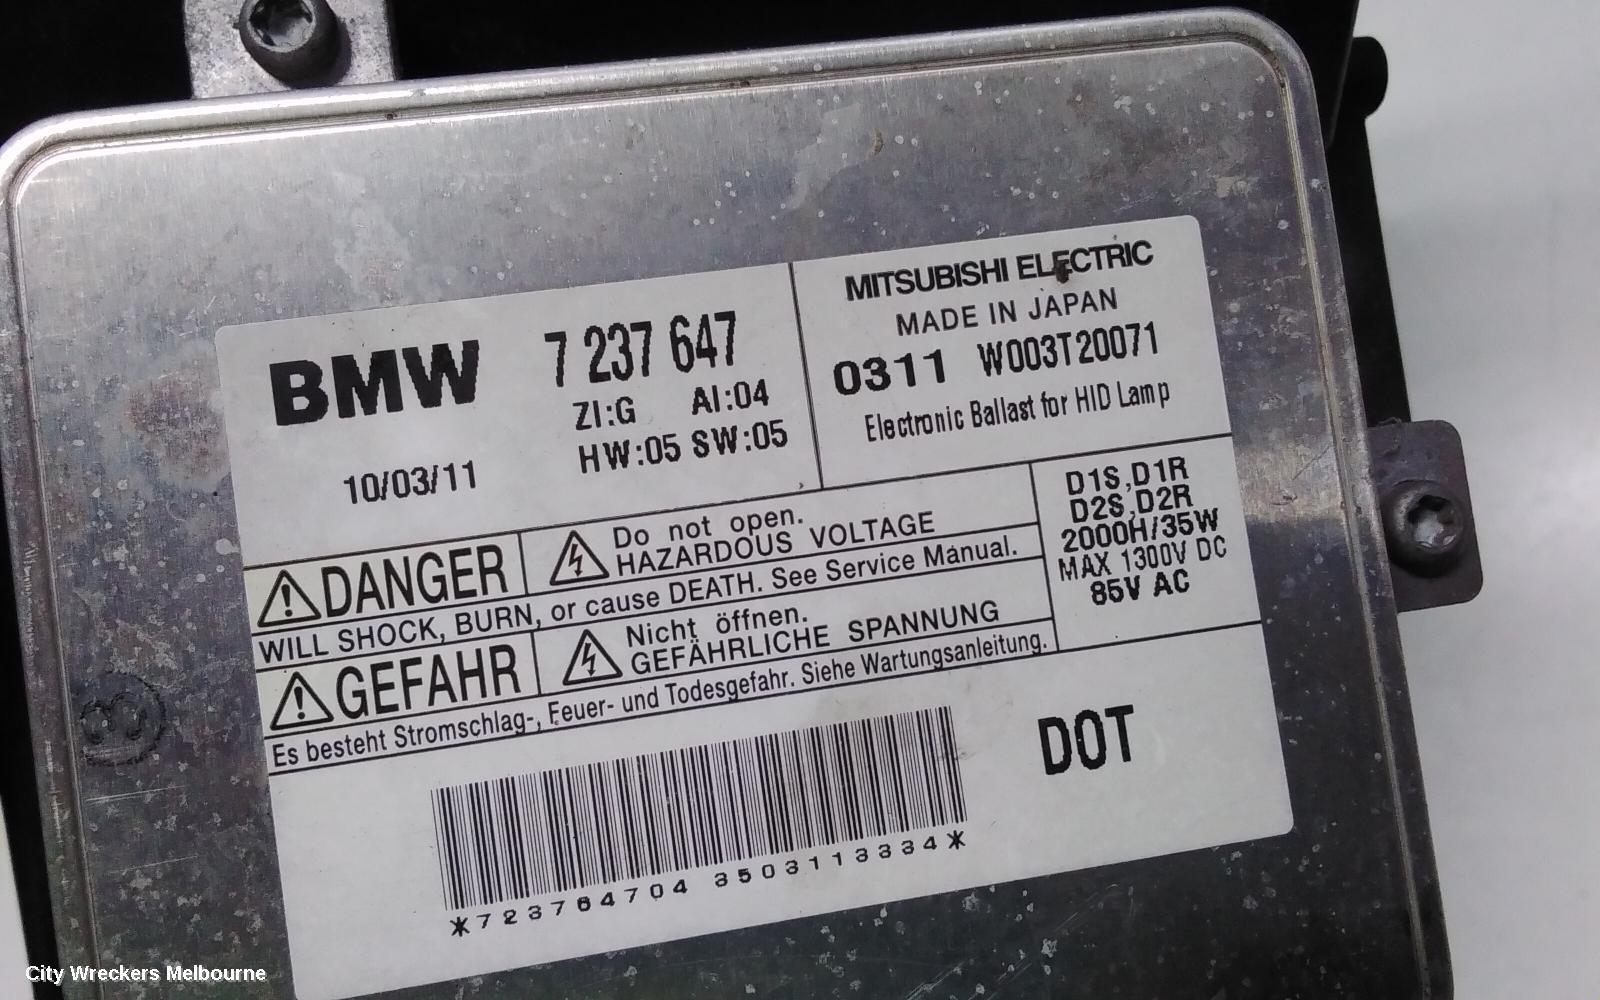 BMW 7 237 647
ZI:G AI:04
HW:05 SW:05
10/03/11
MITSUBISHI ELECTRIC
MADE IN JAPAN
0311 W003T20071
Electronic Ballast for HID Lamp
DANGER
Do not open.
HAZARDOUS VOLTAGE
WILL SHOCK, BURN, or cause DEATH. See Service Manual.
GEFAHR
Nicht öffnen.
GEFÄHRLICHE SPANNUNG
Es besteht Stromschlag-, Feuer- und Todesgefahr. Siehe Wartungsanleitung.
D1S,D1R
D2S,D2R
2000H/35W
MAX 1300V DC
85V AC
DOT
*723764704 3503113334*
City Wreckers Melbourne